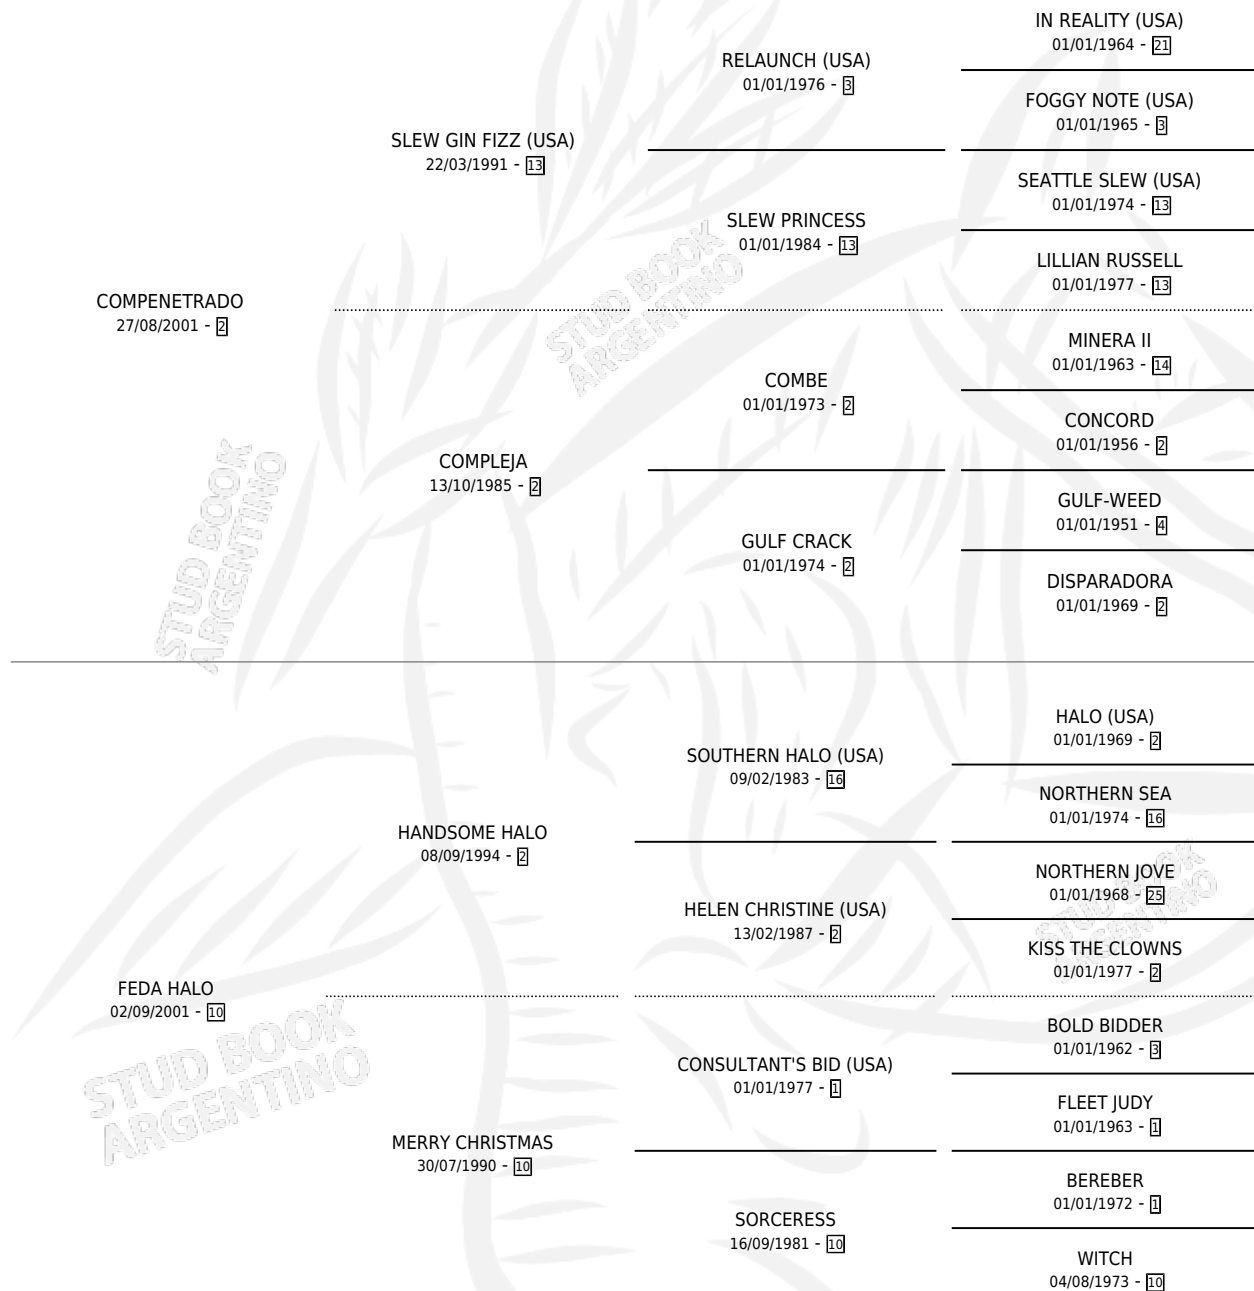 COMPENETRADO
27/08/2001 - 2
SLEW GIN FIZZ (USA)
22/03/1991 - 13
RELAUNCH (USA)
01/01/1976 - 3
IN REALITY (USA)
01/01/1964 - 21
FOGGY NOTE (USA)
01/01/1965 - 3
SLEW PRINCESS
01/01/1984 - 13
SEATTLE SLEW (USA)
01/01/1974 - 13
LILLIAN RUSSELL
01/01/1977 - 13
COMPLEJA
13/10/1985 - 2
COMBE
01/01/1973 - 2
MINERA II
01/01/1963 - 14
CONCORD
01/01/1956 - 2
GULF CRACK
01/01/1974 - 2
GULF-WEED
01/01/1951 - 4
DISPARADORA
01/01/1969 - 2
FEDA HALO
02/09/2001 - 10
HANDSOME HALO
08/09/1994 - 2
SOUTHERN HALO (USA)
09/02/1983 - 16
HALO (USA)
01/01/1969 - 2
NORTHERN SEA
01/01/1974 - 16
HELEN CHRISTINE (USA)
13/02/1987 - 2
NORTHERN JOVE
01/01/1968 - 25
KISS THE CLOWNS
01/01/1977 - 2
MERRY CHRISTMAS
30/07/1990 - 10
CONSULTANT'S BID (USA)
01/01/1977 - 1
BOLD BIDDER
01/01/1962 - 3
FLEET JUDY
01/01/1963 - 1
SORCERESS
16/09/1981 - 10
BEREBER
01/01/1972 - 1
WITCH
04/08/1973 - 10
STUD BOOK
ARGENTINO
STUD BOOK
ARGENTINO
STUD BOOK
ARGENTINO
STUD BOOK
ARGENTINO